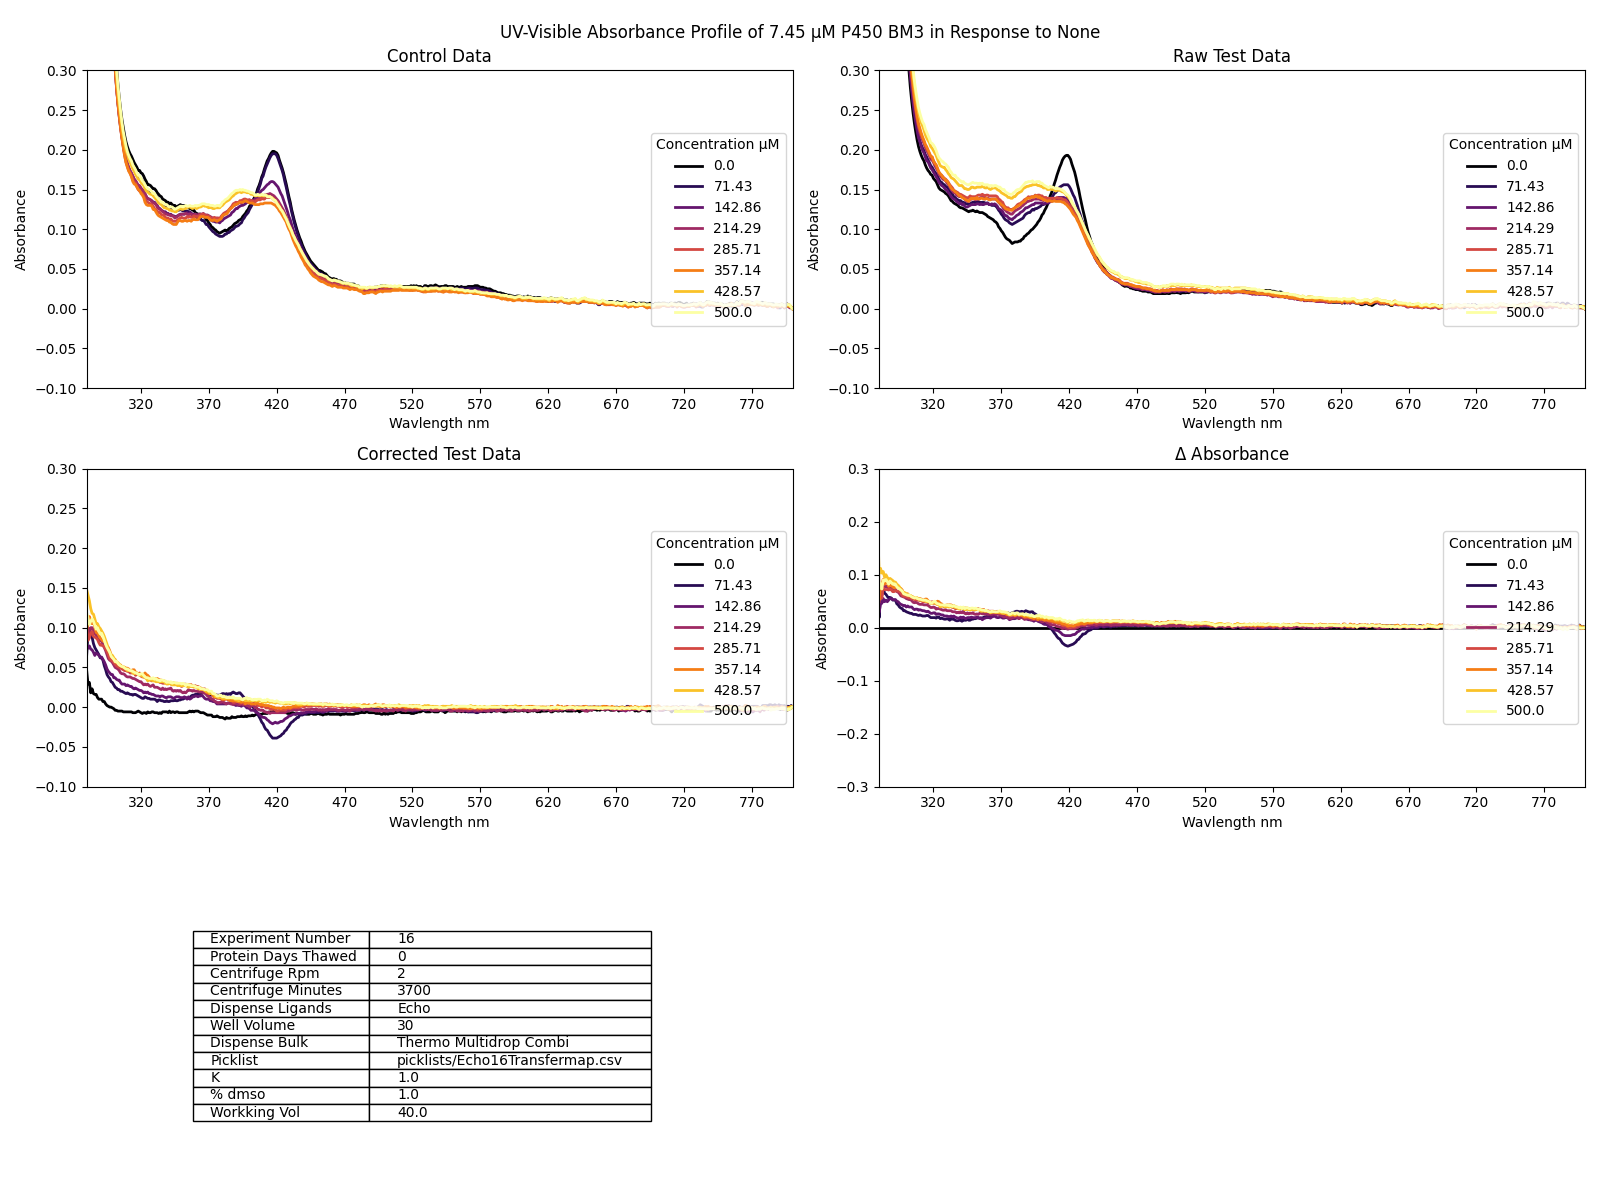 UV-Visible Absorbance Profile of 7.45 µM P450 BM3 in Response to None
Control Data
0.30
0.25
0.20
0.15
0.10
0.05
0.00
−0.05
−0.10
Absorbance
320 370 420 470 520 570 620 670 720 770
Wavlength nm
Concentration µM
0.0
71.43
142.86
214.29
285.71
357.14
428.57
500.0
Raw Test Data
0.30
0.25
0.20
0.15
0.10
0.05
0.00
−0.05
−0.10
Absorbance
320 370 420 470 520 570 620 670 720 770
Wavlength nm
Concentration µM
0.0
71.43
142.86
214.29
285.71
357.14
428.57
500.0
Corrected Test Data
0.30
0.25
0.20
0.15
0.10
0.05
0.00
−0.05
−0.10
Absorbance
320 370 420 470 520 570 620 670 720 770
Wavlength nm
Concentration µM
0.0
71.43
142.86
214.29
285.71
357.14
428.57
500.0
Δ Absorbance
0.3
0.2
0.1
0.0
−0.1
−0.2
−0.3
Absorbance
320 370 420 470 520 570 620 670 720 770
Wavlength nm
Concentration µM
0.0
71.43
142.86
214.29
285.71
357.14
428.57
500.0
Experiment Number 16
Protein Days Thawed 0
Centrifuge Rpm 2
Centrifuge Minutes 3700
Dispense Ligands Echo
Well Volume 30
Dispense Bulk Thermo Multidrop Combi
Picklist picklists/Echo16Transfermap.csv
K 1.0
% dmso 1.0
Workking Vol 40.0